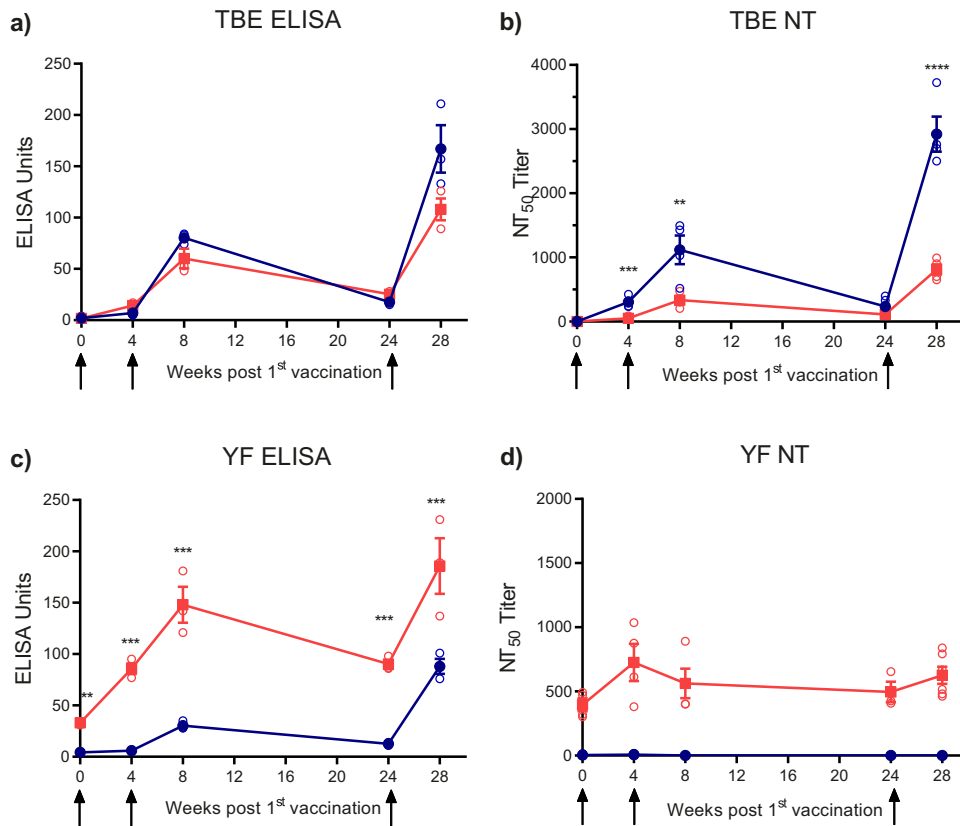 a) TBE ELISA
ELISA Units
250
200
150
100
50
0
0 4 8 12 16 20 24 28
Weeks post 1st vaccination
b) TBE NT
NT50 Titer
4000
3000
2000
1000
500
0
*** ** ****
0 4 8 12 16 20 24 28
Weeks post 1st vaccination
c) YF ELISA
ELISA Units
250
200
150
100
50
0
** *** *** *** ***
0 4 8 12 16 20 24 28
Weeks post 1st vaccination
d) YF NT
NT50 Titer
2000
1500
1000
500
0
0 4 8 12 16 20 24 28
Weeks post 1st vaccination